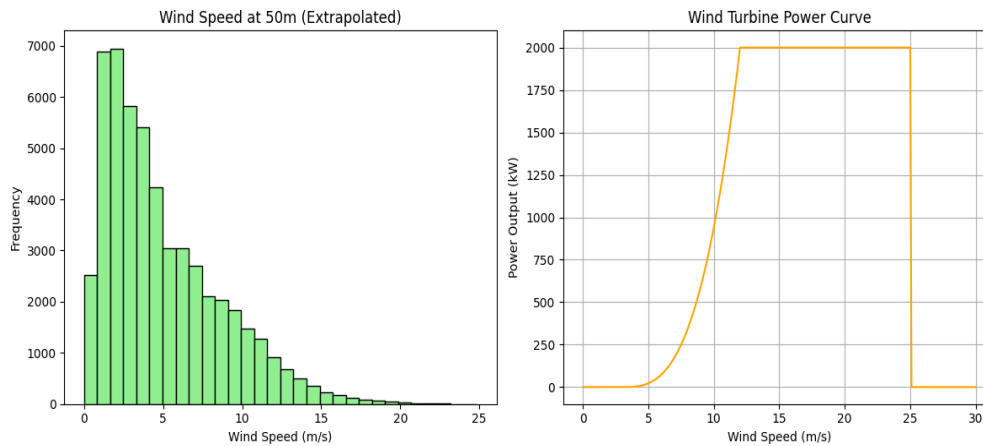 Wind Speed at 50m (Extrapolated)
Frequency
7000
6000
5000
4000
3000
2000
1000
0
0 5 10 15 20 25
Wind Speed (m/s)
Wind Turbine Power Curve
Power Output (kW)
2000
1750
1500
1250
1000
750
500
250
0
0 5 10 15 20 25 30
Wind Speed (m/s)